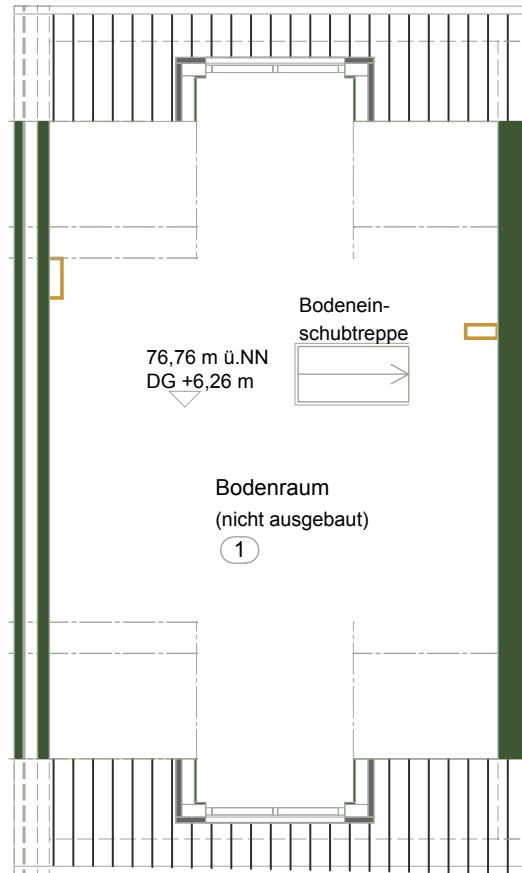 Bodenein-
schubtreppe
76,76 m ü.NN
DG +6,26 m
Bodenraum
(nicht ausgebaut)
1